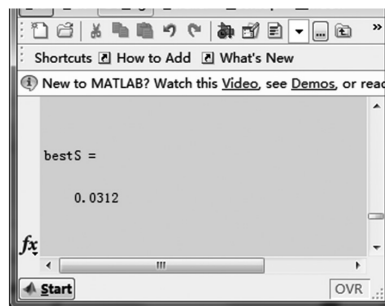 Shortcuts How to Add What's New
New to MATLAB? Watch this Video, see Demos, or read
bestS =
0.0312
fx
Start OVR